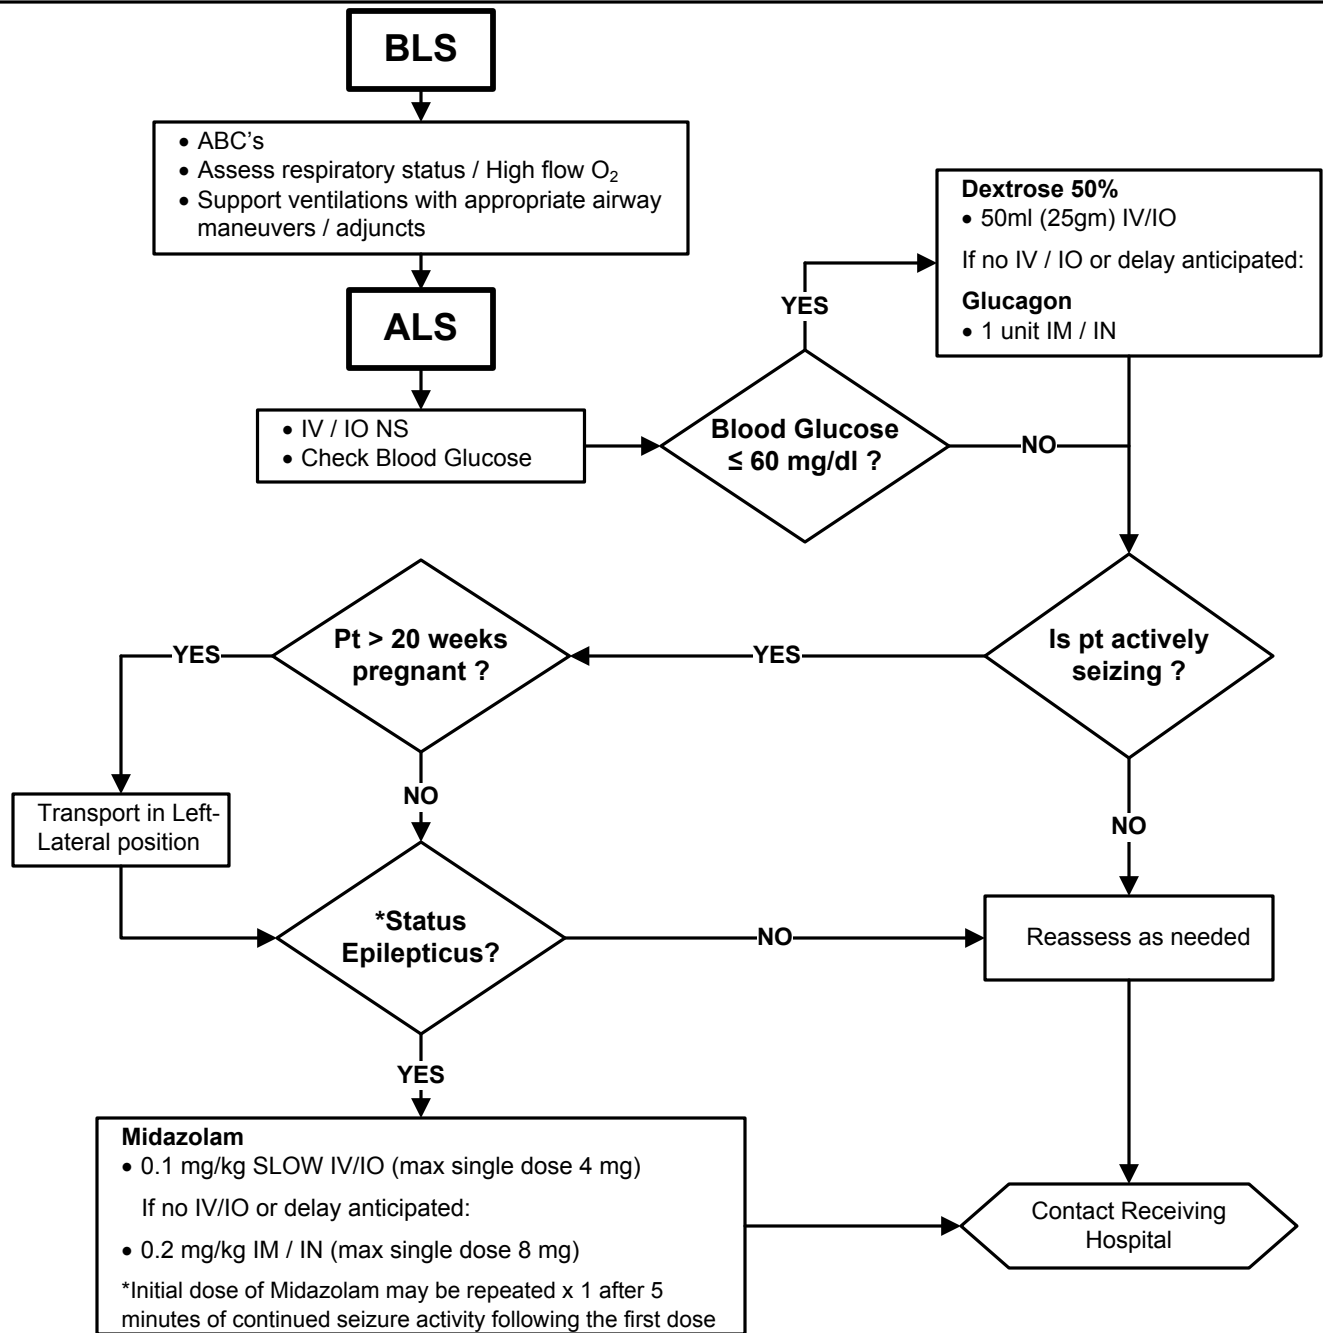 BLS
• ABC's
• Assess respiratory status / High flow O₂
• Support ventilations with appropriate airway
maneuvers / adjuncts
ALS
• IV / IO NS
• Check Blood Glucose
Blood Glucose
≤ 60 mg/dl ?
YES
NO
Dextrose 50%
• 50ml (25gm) IV/IO
If no IV / IO or delay anticipated:
Glucagon
• 1 unit IM / IN
Is pt actively
seizing ?
YES
NO
Pt > 20 weeks
pregnant ?
YES
NO
Transport in Left-
Lateral position
*Status
Epilepticus?
NO
YES
Reassess as needed
Midazolam
• 0.1 mg/kg SLOW IV/IO (max single dose 4 mg)
If no IV/IO or delay anticipated:
• 0.2 mg/kg IM / IN (max single dose 8 mg)
*Initial dose of Midazolam may be repeated x 1 after 5
minutes of continued seizure activity following the first dose
Contact Receiving
Hospital